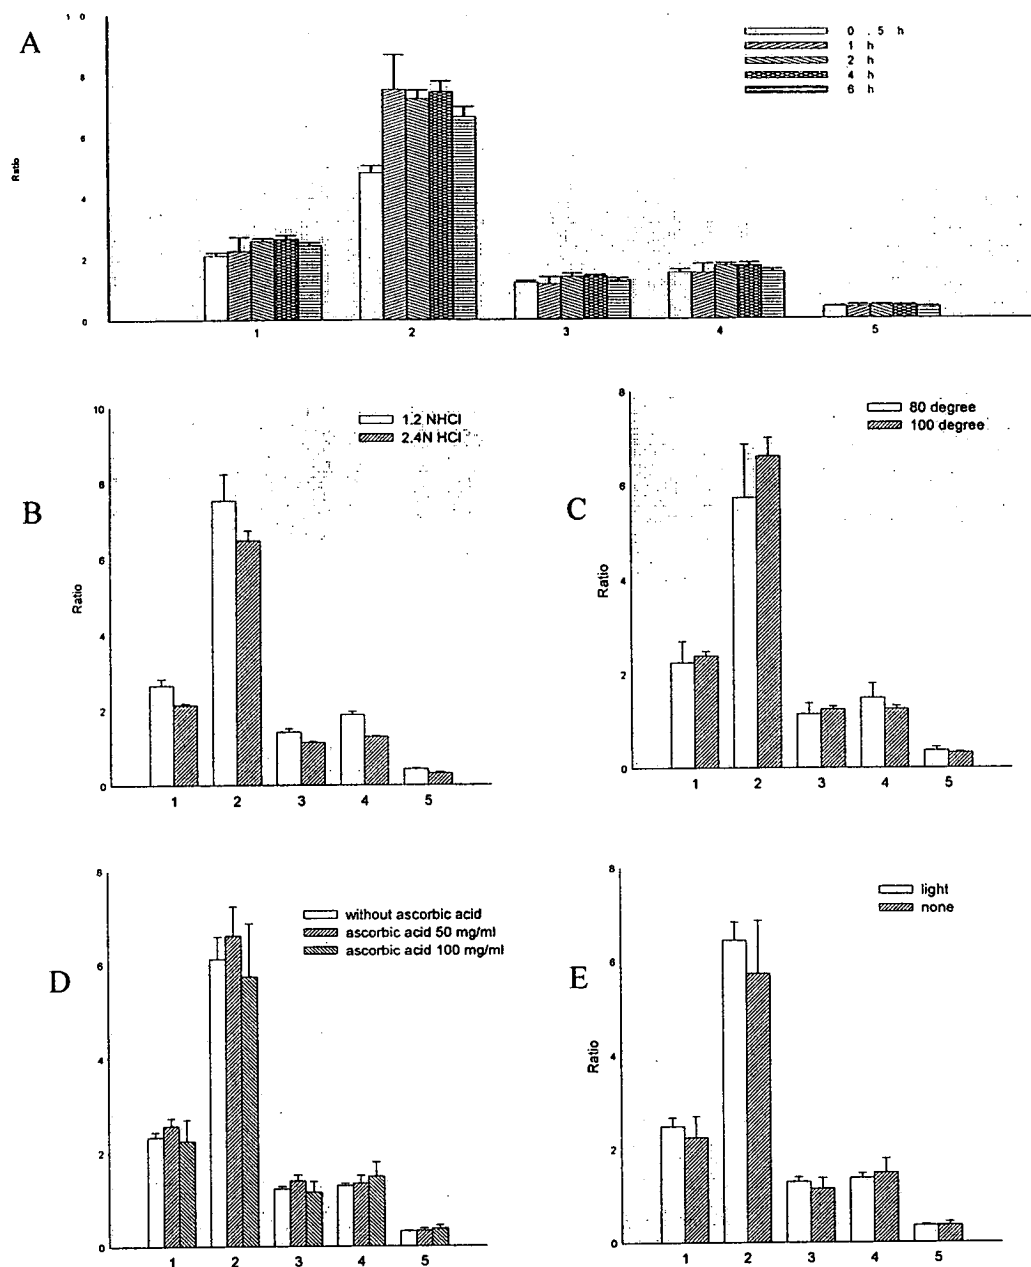 A
1 0
8
6
4
2
0
Ratio
0 . 5 h
1 h
2 h
4 h
6 h
1 2 3 4 5
B
10
8
6
4
2
0
Ratio
1.2 NHCl
2.4N HCl
1 2 3 4 5
C
8
6
4
2
0
Ratio
80 degree
100 degree
1 2 3 4 5
D
8
6
4
2
0
without ascorbic acid
ascorbic acid 50 mg/ml
ascorbic acid 100 mg/ml
1 2 3 4 5
E
8
6
4
2
0
Ratio
light
none
1 2 3 4 5